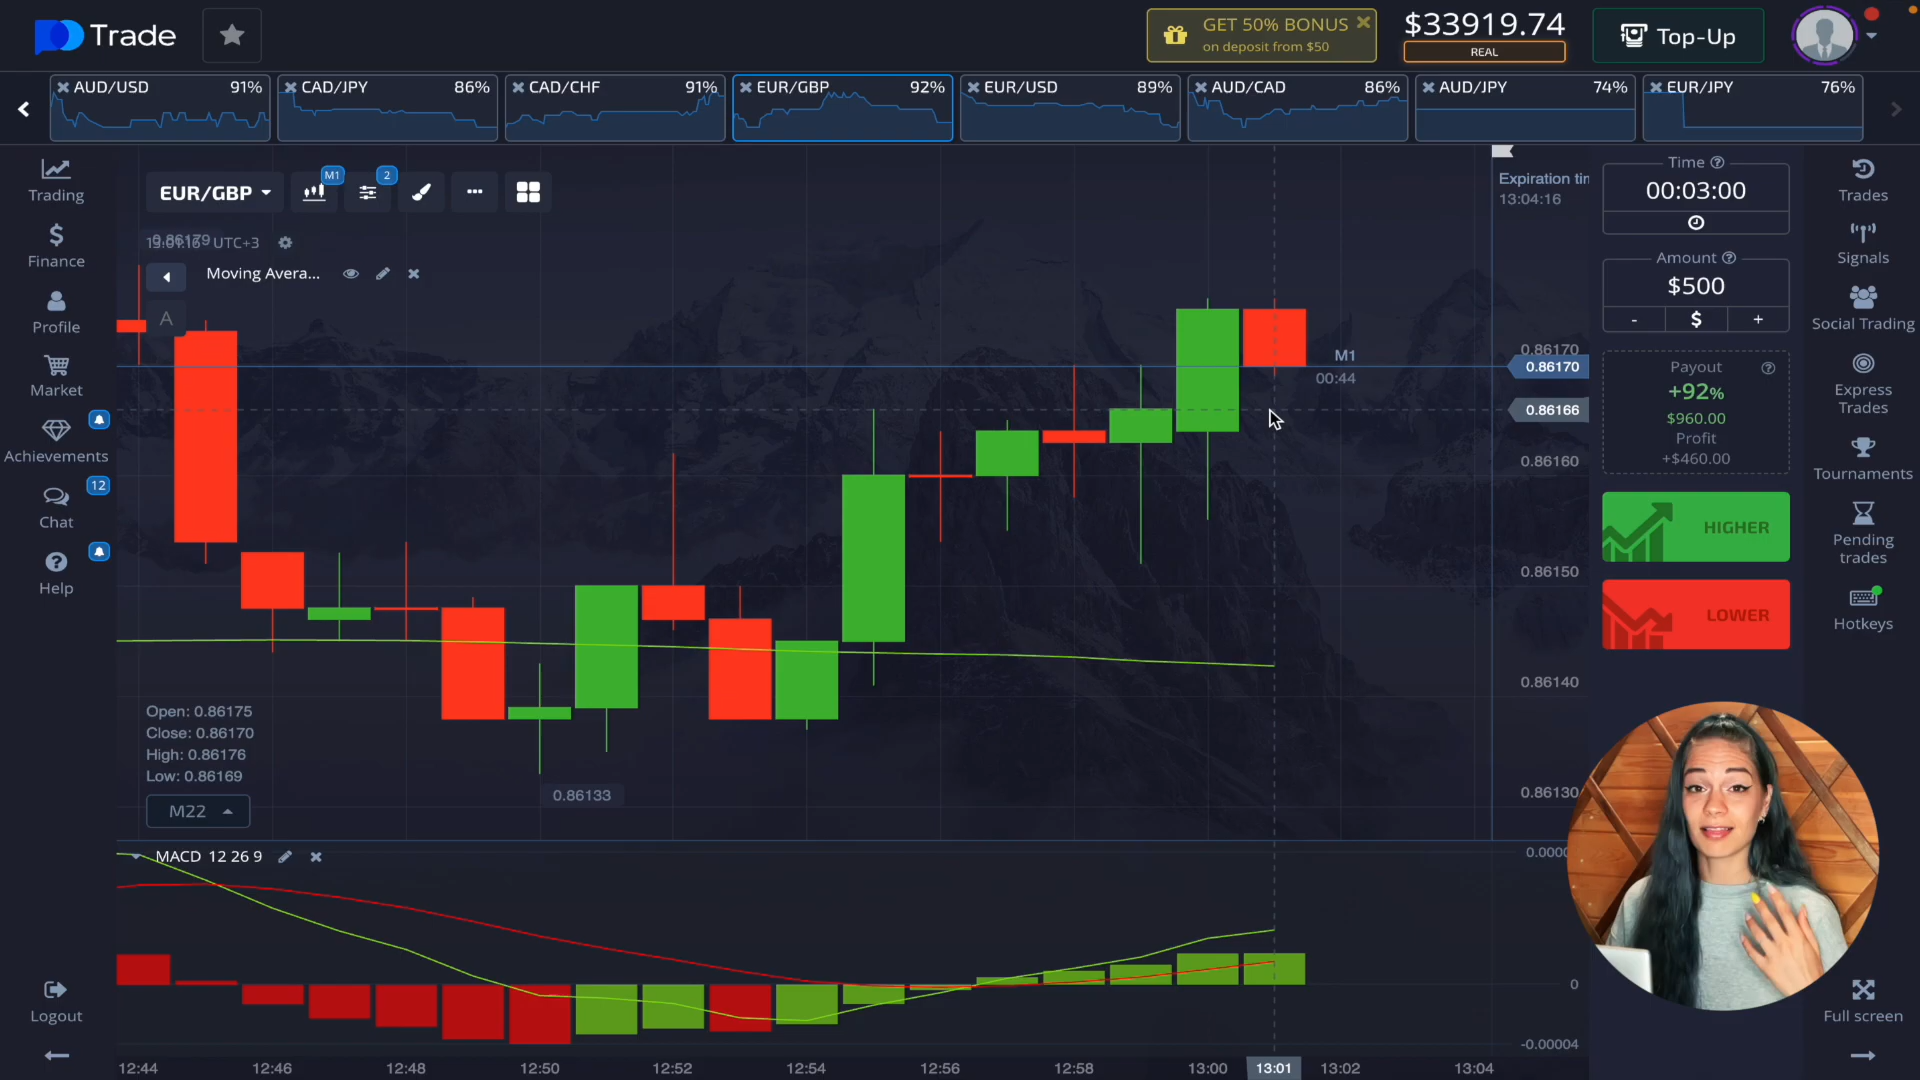 Trade
GET 50% BONUS
on deposit from $50
$33919.74
REAL
Top-Up
AUD/USD 91%
CAD/JPY 86%
CAD/CHF 91%
EUR/GBP 92%
EUR/USD 89%
AUD/CAD 86%
AUD/JPY 74%
EUR/JPY 76%
Trading
Finance
Profile
Market
Achievements
12
Chat
Help
Logout
EUR/GBP
M1
2
UTC+3
Moving Avera...
A
Expiration tim
13:04:16
M1
00:44
0.86170
0.86170
0.86166
0.86160
0.86150
0.86140
0.86130
0.86133
Open: 0.86175
Close: 0.86170
High: 0.86176
Low: 0.86169
M22
MACD 12 26 9
0.000
0
-0.00004
12:44
12:46
12:48
12:50
12:52
12:54
12:56
12:58
13:00
13:01
13:02
13:04
Time
00:03:00
Amount
$500
-
$
+
Payout
+92%
$960.00
Profit
+$460.00
HIGHER
LOWER
Trades
Signals
Social Trading
Express
Trades
Tournaments
Pending
trades
Hotkeys
Full screen